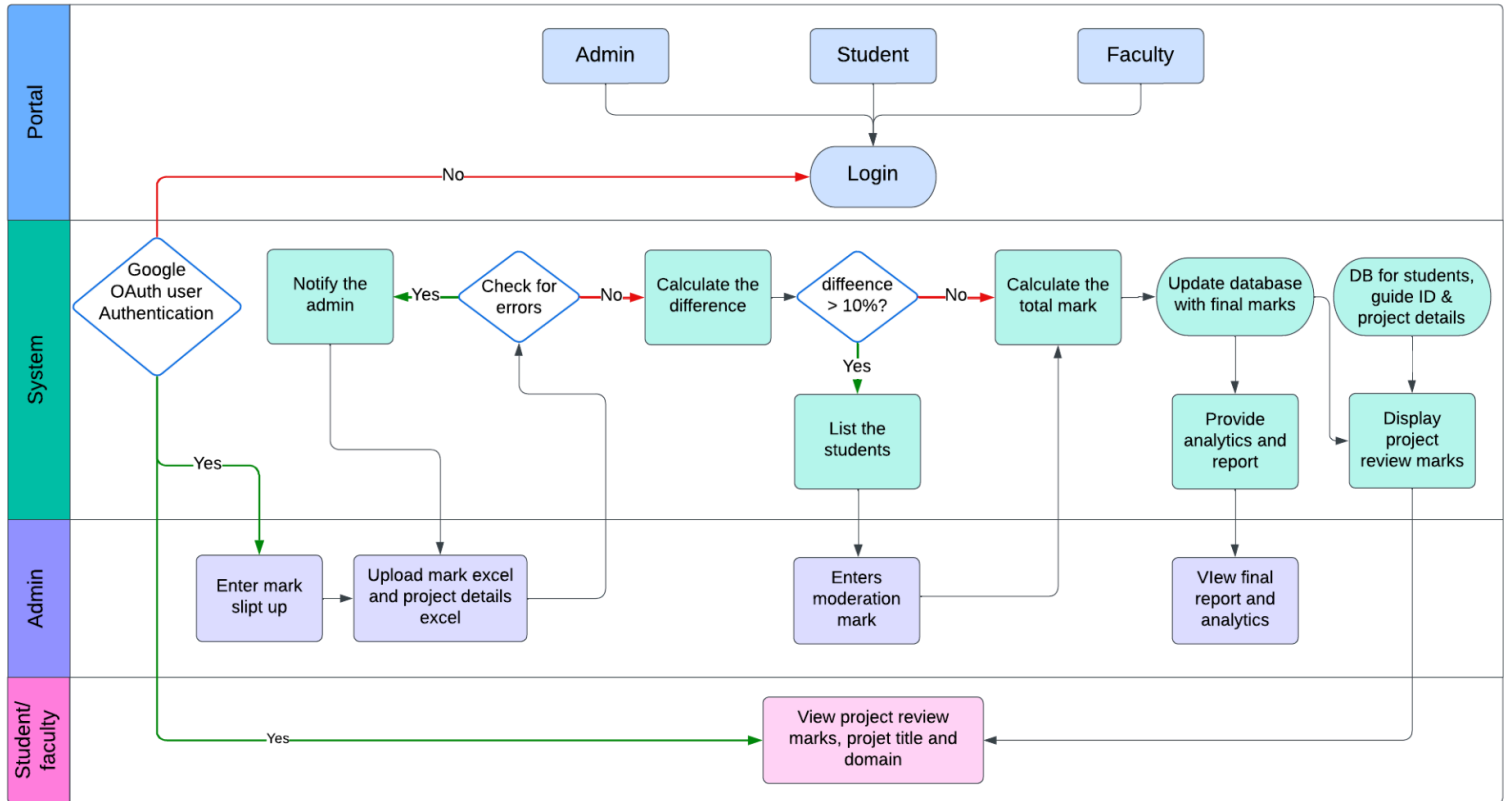 Portal
Admin
Student
Faculty
Login
No
System
Google
OAuth user
Authentication
Notify the
admin
Yes
Check for
errors
No
Calculate the
difference
diffeence
> 10%?
No
Calculate the
total mark
Update database
with final marks
DB for students,
guide ID &
project details
Yes
List the
students
Provide
analytics and
report
Display
project
review marks
Yes
Admin
Enter mark
slipt up
Upload mark excel
and project details
excel
Enters
moderation
mark
VIew final
report and
analytics
Student/
faculty
Yes
View project review
marks, projet title and
domain